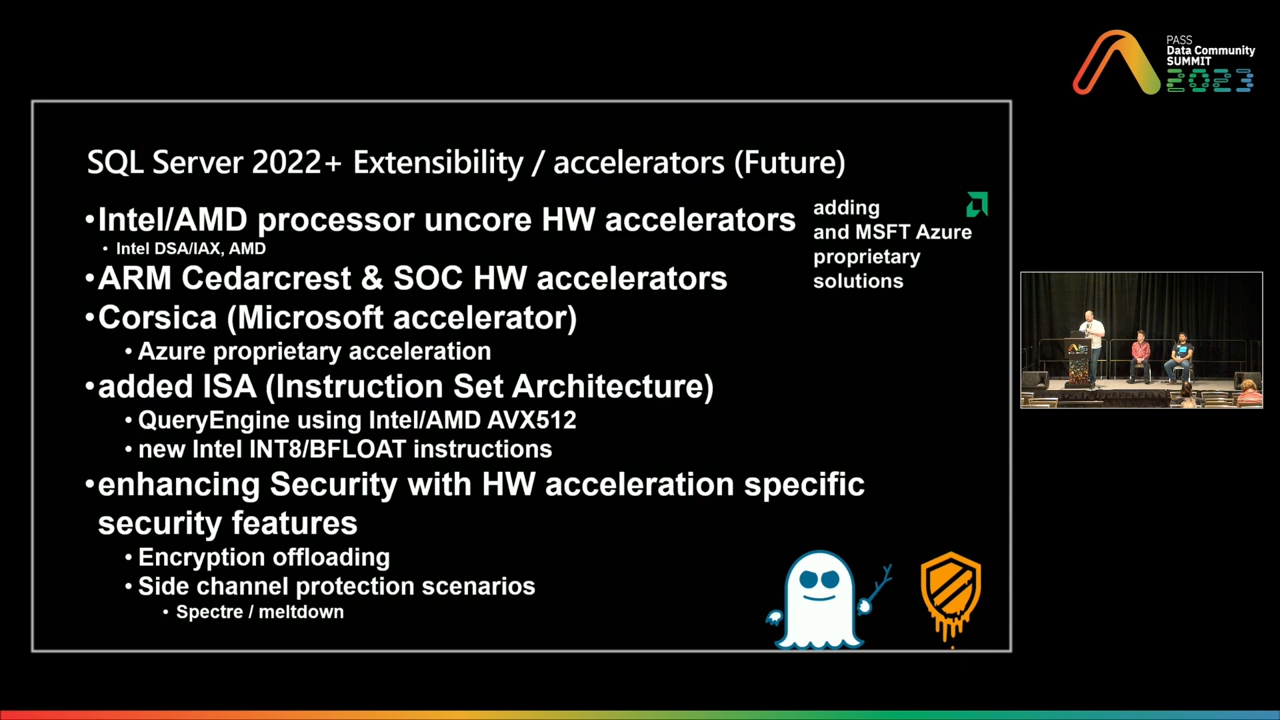 PASS
Data Community
SUMMIT
2023
SQL Server 2022+ Extensibility / accelerators (Future)
•Intel/AMD processor uncore HW accelerators
• Intel DSA/IAX, AMD
•ARM Cedarcrest & SOC HW accelerators
•Corsica (Microsoft accelerator)
• Azure proprietary acceleration
•added ISA (Instruction Set Architecture)
• QueryEngine using Intel/AMD AVX512
• new Intel INT8/BFLOAT instructions
•enhancing Security with HW acceleration specific
security features
• Encryption offloading
• Side channel protection scenarios
• Spectre / meltdown
adding
and MSFT Azure
proprietary
solutions